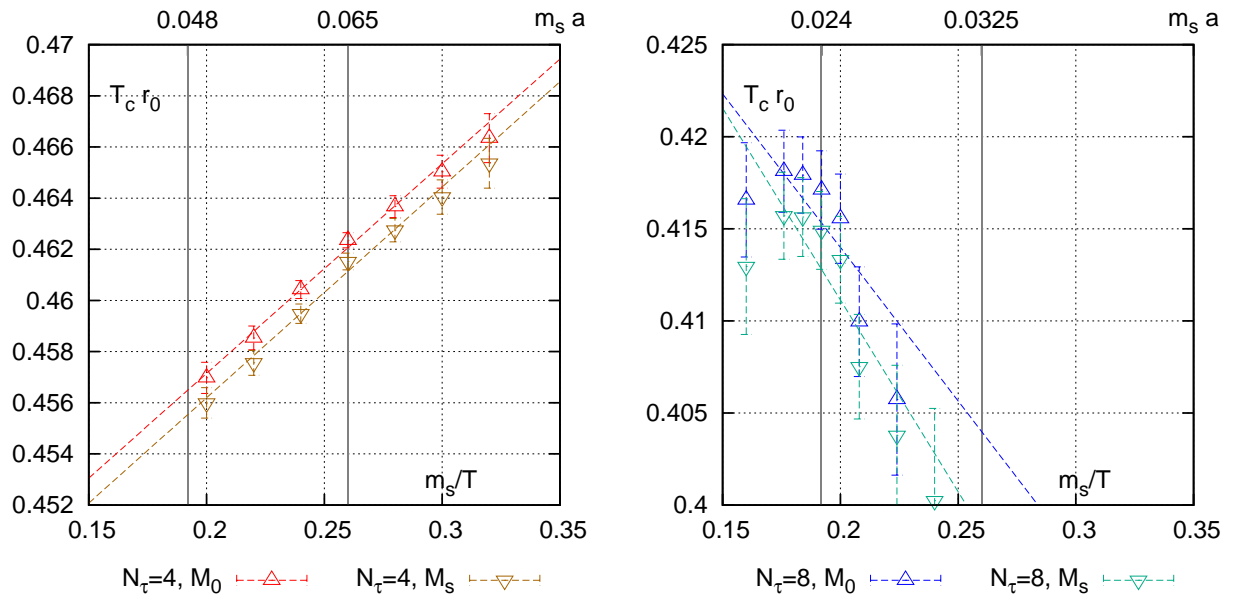 0.048 0.065 m_s a
0.47
T_c r_0
0.468
0.466
0.464
0.462
0.46
0.458
0.456
0.454
m_s/T
0.452
0.15 0.2 0.25 0.3 0.35
N_τ=4, M_0 N_τ=4, M_s
0.024 0.0325 m_s a
0.425
T_c r_0
0.42
0.415
0.41
0.405
m_s/T
0.4
0.15 0.2 0.25 0.3 0.35
N_τ=8, M_0 N_τ=8, M_s